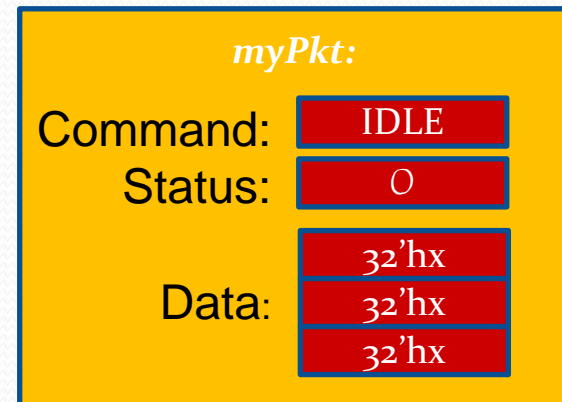 myPkt:
Command: IDLE
Status: 0
32'hx
Data: 32'hx
32'hx